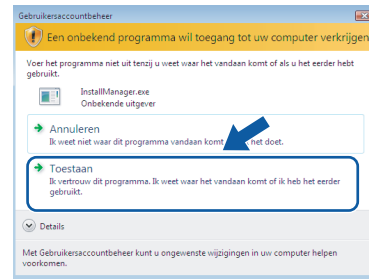 Gebruikersaccountbeheer
Een onbekend programma wil toegang tot uw computer verkrijgen
Voer het programma niet uit tenzij u weet waar het vandaan komt of als u het eerder hebt
gebruikt.
InstallManager.exe
Onbekende uitgever
Annuleren
Ik weet niet waar dit programma vandaan komt het doet.
Toestaan
Ik vertrouw dit programma. Ik weet waar het vandaan komt of ik heb het eerder
gebruikt.
Details
Met Gebruikersaccountbeheer kunt u ongewenste wijzigingen in uw computer helpen
voorkomen.